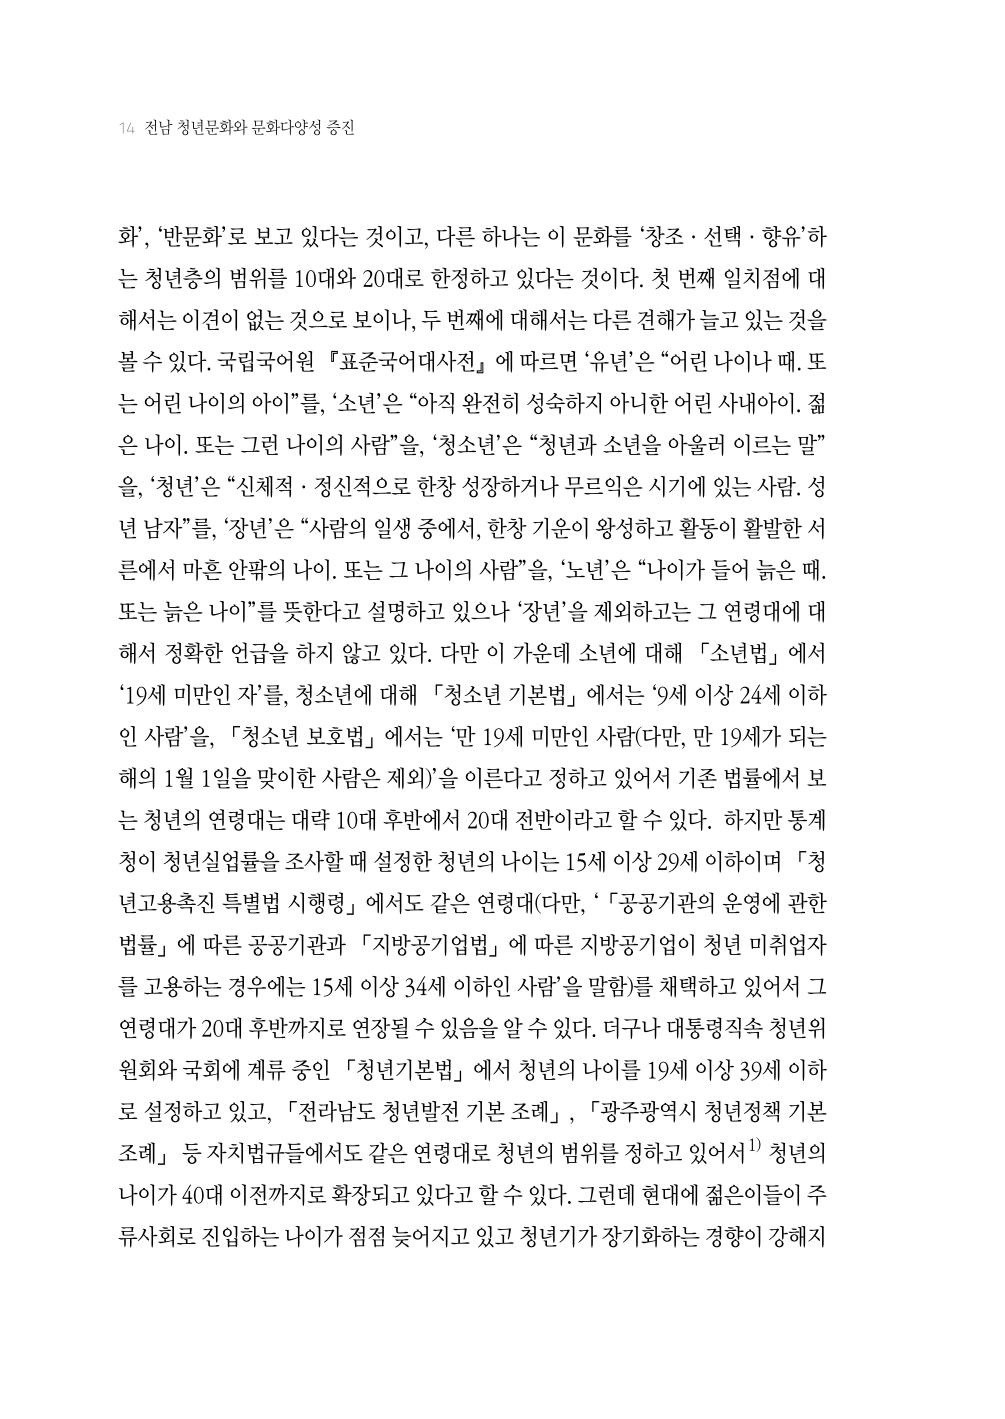 14 전남 청년문화와 문화다양성 증진
화’, ‘반문화’로 보고 있다는 것이고, 다른 하나는 이 문화를 ‘창조 · 선택 · 향유’하
는 청년층의 범위를 10대와 20대로 한정하고 있다는 것이다. 첫 번째 일치점에 대
해서는 이견이 없는 것으로 보이나, 두 번째에 대해서는 다른 견해가 늘고 있는 것을
볼 수 있다. 국립국어원 『표준국어대사전』에 따르면 ‘유년’은 “어린 나이나 때. 또
는 어린 나이의 아이”를, ‘소년’은 “아직 완전히 성숙하지 아니한 어린 사내아이. 젊
은 나이. 또는 그런 나이의 사람”을, ‘청소년’은 “청년과 소년을 아울러 이르는 말”
을, ‘청년’은 “신체적 · 정신적으로 한창 성장하거나 무르익은 시기에 있는 사람. 성
년 남자”를, ‘장년’은 “사람의 일생 중에서, 한창 기운이 왕성하고 활동이 활발한 서
른에서 마흔 안팎의 나이. 또는 그 나이의 사람”을, ‘노년’은 “나이가 들어 늙은 때.
또는 늙은 나이”를 뜻한다고 설명하고 있으나 ‘장년’을 제외하고는 그 연령대에 대
해서 정확한 언급을 하지 않고 있다. 다만 이 가운데 소년에 대해 「소년법」에서
‘19세 미만인 자’를, 청소년에 대해 「청소년 기본법」에서는 ‘9세 이상 24세 이하
인 사람’을, 「청소년 보호법」에서는 ‘만 19세 미만인 사람(다만, 만 19세가 되는
해의 1월 1일을 맞이한 사람은 제외)’을 이른다고 정하고 있어서 기존 법률에서 보
는 청년의 연령대는 대략 10대 후반에서 20대 전반이라고 할 수 있다. 하지만 통계
청이 청년실업률을 조사할 때 설정한 청년의 나이는 15세 이상 29세 이하이며 「청
년고용촉진 특별법 시행령」에서도 같은 연령대(다만, ‘「공공기관의 운영에 관한
법률」에 따른 공공기관과 「지방공기업법」에 따른 지방공기업이 청년 미취업자
를 고용하는 경우에는 15세 이상 34세 이하인 사람’을 말함)를 채택하고 있어서 그
연령대가 20대 후반까지로 연장될 수 있음을 알 수 있다. 더구나 대통령직속 청년위
원회와 국회에 계류 중인 「청년기본법」에서 청년의 나이를 19세 이상 39세 이하
로 설정하고 있고, 「전라남도 청년발전 기본 조례」, 「광주광역시 청년정책 기본
조례」 등 자치법규들에서도 같은 연령대로 청년의 범위를 정하고 있어서1) 청년의
나이가 40대 이전까지로 확장되고 있다고 할 수 있다. 그런데 현대에 젊은이들이 주
류사회로 진입하는 나이가 점점 늦어지고 있고 청년기가 장기화하는 경향이 강해지